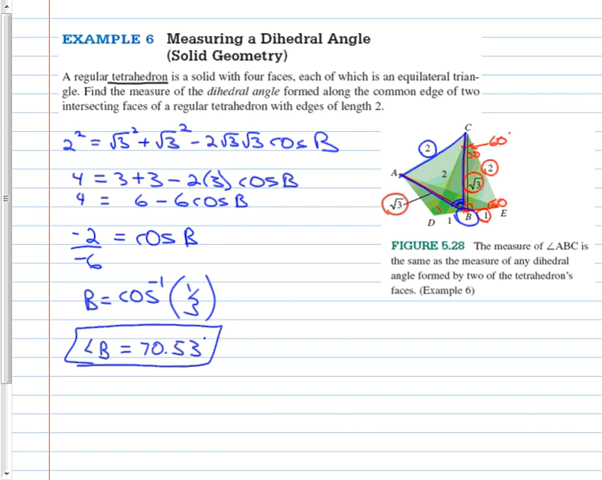 EXAMPLE 6 Measuring a Dihedral Angle
(Solid Geometry)
A regular tetrahedron is a solid with four faces, each of which is an equilateral trian-
gle. Find the measure of the dihedral angle formed along the common edge of two
intersecting faces of a regular tetrahedron with edges of length 2.
2² = √3² + √3² - 2√3√3 cos B
4 = 3 + 3 - 2(3) cos B
4 = 6 - 6 cos B
-2/-6 = cos B
B = cos⁻¹(1/3)
∠B = 70.53°
C
60°
30
2
2
2
A
√3
√3
60
D
1
B
1
E
FIGURE 5.28 The measure of ∠ABC is
the same as the measure of any dihedral
angle formed by two of the tetrahedron's
faces. (Example 6)